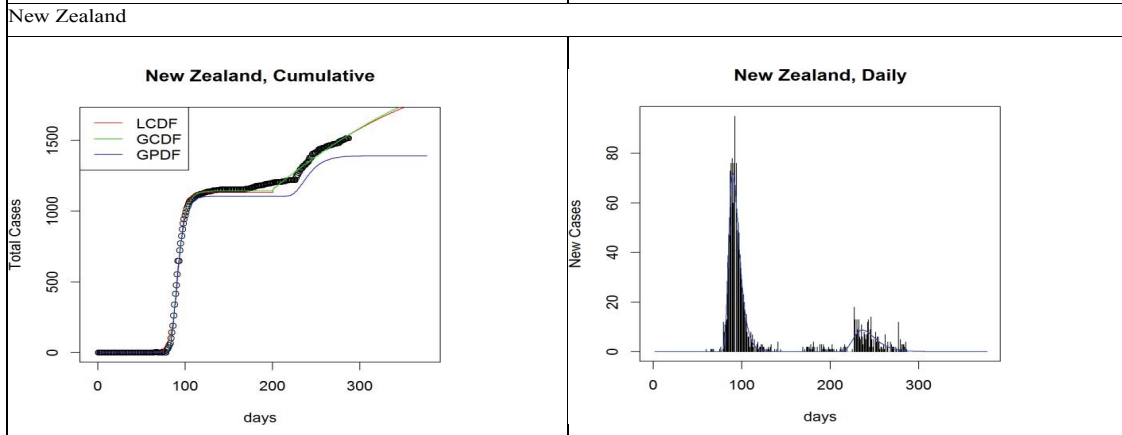 New Zealand
New Zealand, Cumulative
LCDF
GCDF
GPDF
Total Cases
1500
1000
500
0
0 100 200 300
days
New Zealand, Daily
New Cases
80
60
40
20
0
0 100 200 300
days